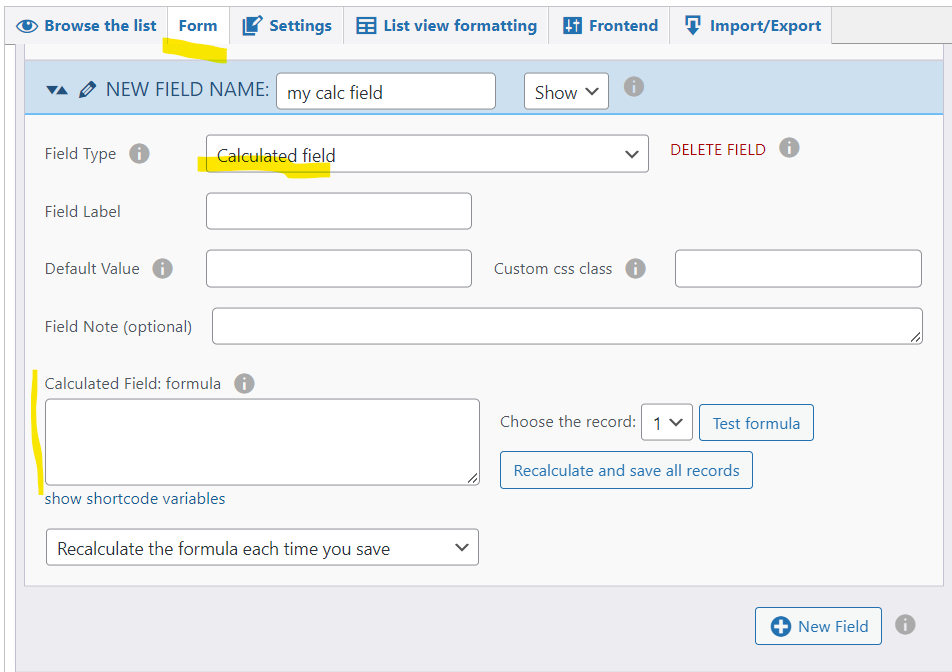 Browse the list Form Settings List view formatting Frontend Import/Export
NEW FIELD NAME: my calc field Show i
Field Type i Calculated field DELETE FIELD i
Field Label
Default Value i Custom css class i
Field Note (optional)
Calculated Field: formula i
Choose the record: 1 Test formula
Recalculate and save all records
show shortcode variables
Recalculate the formula each time you save
New Field i